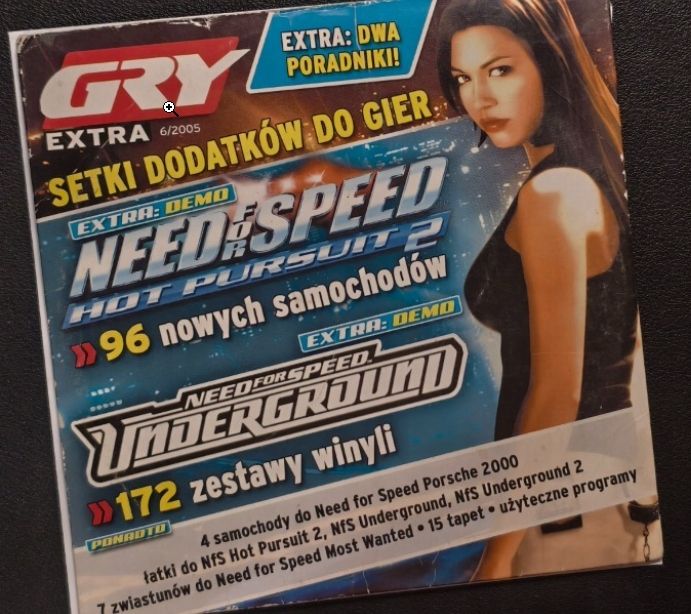 GRY
EXTRA 6/2005
EXTRA: DWA
PORADNIKI!
SETKI DODATKÓW DO GIER
EXTRA: DEMO
NEED FOR SPEED
HOT PURSUIT 2
»96 nowych samochodów
EXTRA: DEMO
NEED FOR SPEED
UNDERGROUND
»172 zestawy winyli
PONADTO
4 samochody do Need for Speed Porsche 2000
łatki do NfS Hot Pursuit 2, NfS Underground, NfS Underground 2
7 zwiastunów do Need for Speed Most Wanted • 15 tapet • użyteczne programy